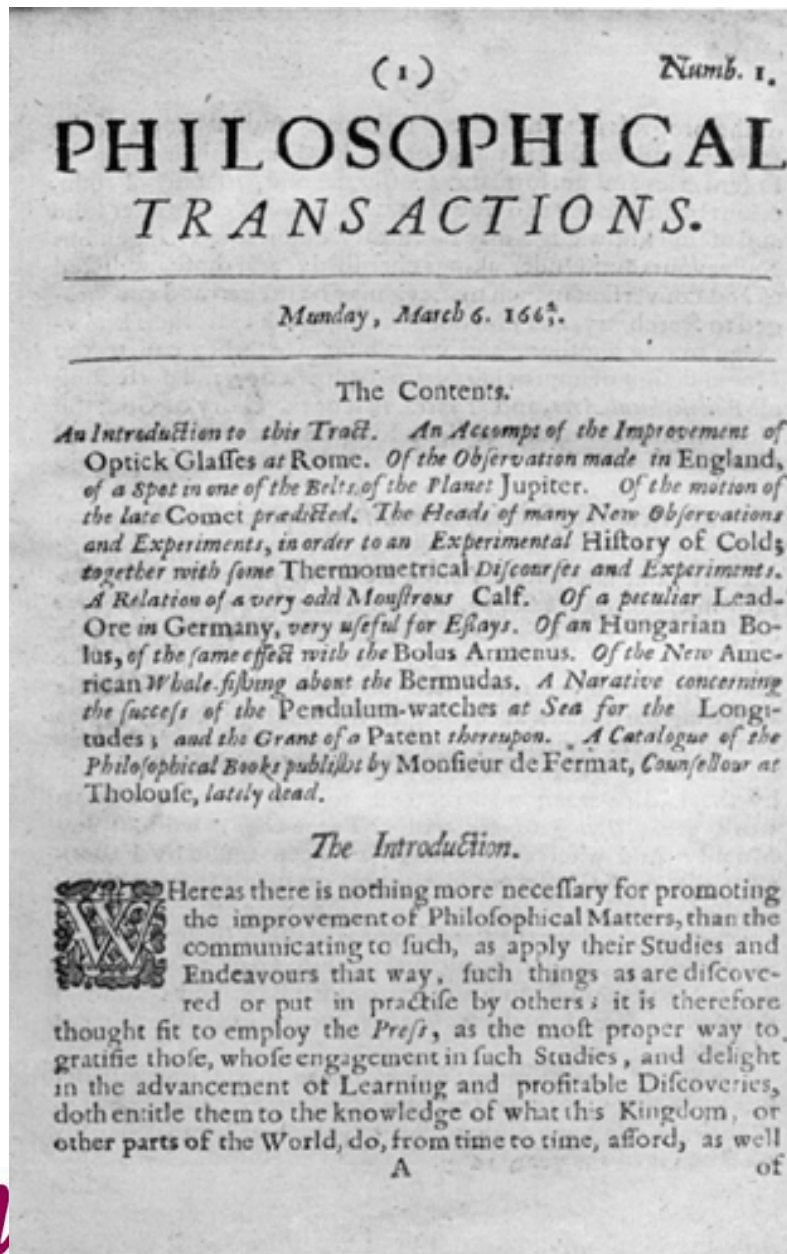 (1) Numb. 1.
PHILOSOPHICAL
TRANSACTIONS.
Munday, March 6. 166⁴⁄₅.
The Contents.
An Introduction to this Tract. An Accompt of the Improvement of
Optick Glaſſes at Rome. Of the Obſervation made in England,
of a Spot in one of the Belts of the Planet Jupiter. Of the motion of
the late Comet prædicted. The Heads of many New Obſervations
and Experiments, in order to an Experimental Hiſtory of Cold;
together with ſome Thermometrical Diſcourſes and Experiments.
A Relation of a very odd Monſtrous Calf. Of a peculiar Lead-
Ore in Germany, very uſeful for Eſſays. Of an Hungarian Bo-
lus, of the ſame effect with the Bolus Armenus. Of the New Ame-
rican Whale-fiſhing about the Bermudas. A Narative concerning
the ſucceſs of the Pendulum-watches at Sea for the Longi-
tudes; and the Grant of a Patent thereupon. A Catalogue of the
Philoſophical Books publiſht by Monſieur de Fermat, Counſellour at
Tholouſe, lately dead.
The Introduction.
WHereas there is nothing more neceſſary for promoting
the improvement of Philoſophical Matters, than the
communicating to ſuch, as apply their Studies and
Endeavours that way, ſuch things as are diſcove-
red or put in practiſe by others; it is therefore
thought fit to employ the Preſs, as the moſt proper way to
gratifie thoſe, whoſe engagement in ſuch Studies, and delight
in the advancement of Learning and profitable Diſcoveries,
doth entitle them to the knowledge of what this Kingdom, or
other parts of the World, do, from time to time, afford, as well
A of